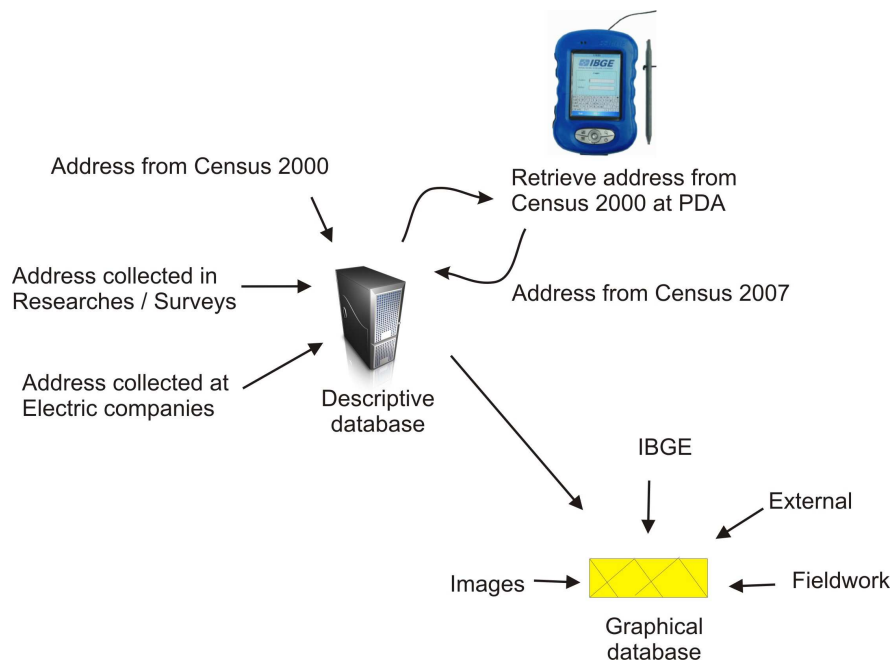 IBGE
Address from Census 2000
Retrieve address from
Census 2000 at PDA
Address collected in
Researches / Surveys
Address from Census 2007
Address collected at
Electric companies
Descriptive
database
IBGE
External
Images
Fieldwork
Graphical
database